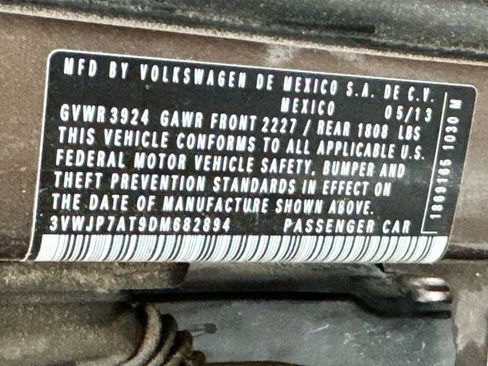 MFD BY VOLKSWAGEN DE MEXICO S.A. DE C.V.
MEXICO 05/13
GVWR 3924 GAWR FRONT 2227 / REAR 1808 LBS
THIS VEHICLE CONFORMS TO ALL APPLICABLE U.S.
FEDERAL MOTOR VEHICLE SAFETY, BUMPER AND
THEFT PREVENTION STANDARDS IN EFFECT ON
THE DATE OF MANUFACTURE SHOWN ABOVE.
3VWJP7AT9DM682894 PASSENGER CAR
1869165 1030 M